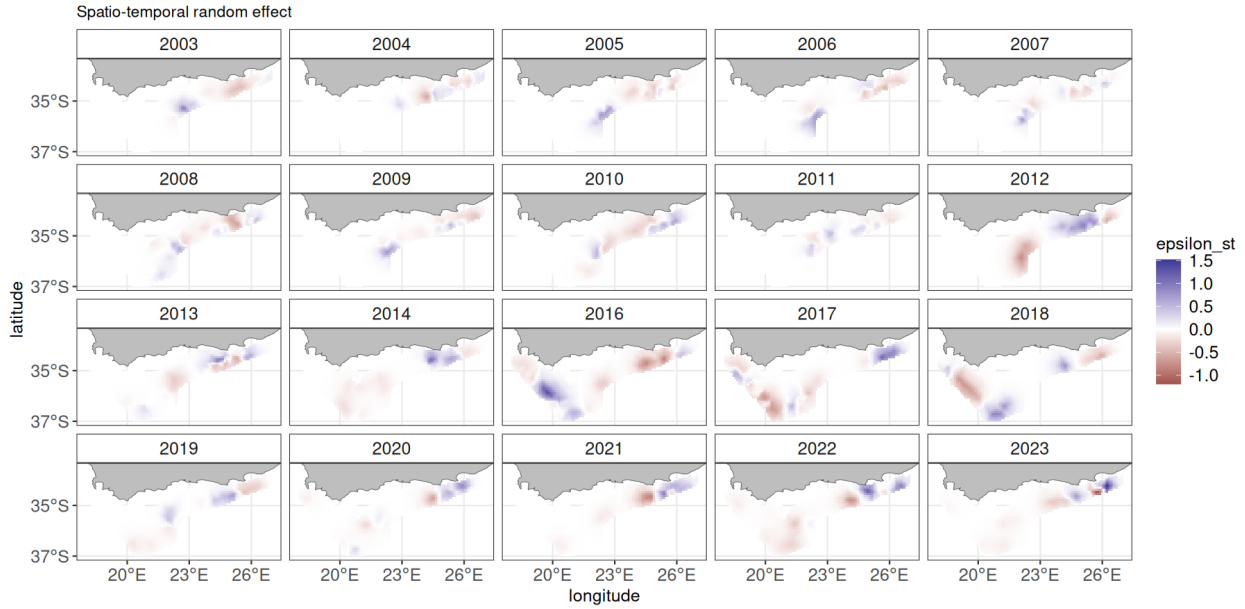 Spatio-temporal random effect
2003 2004 2005 2006 2007
35°S
37°S
2008 2009 2010 2011 2012
35°S
37°S
2013 2014 2016 2017 2018
35°S
37°S
2019 2020 2021 2022 2023
35°S
37°S
20°E 23°E 26°E 20°E 23°E 26°E 20°E 23°E 26°E 20°E 23°E 26°E 20°E 23°E 26°E
longitude
latitude
epsilon_st
1.5
1.0
0.5
0.0
-0.5
-1.0